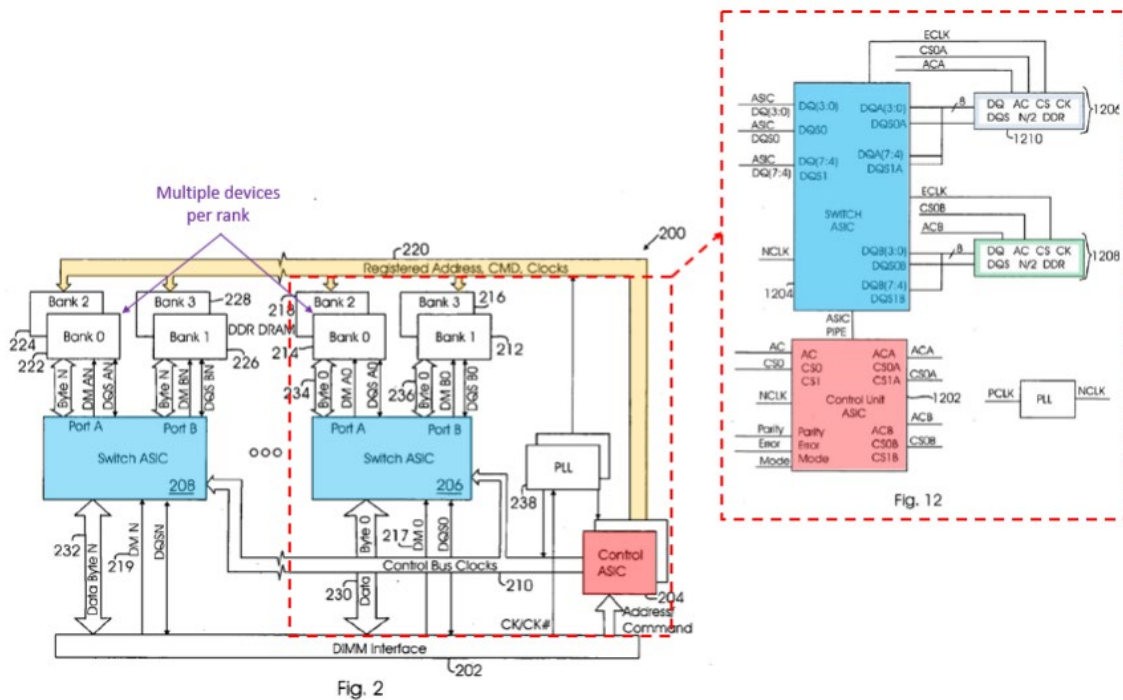 Multiple devices
per rank
220
200
Registered Address, CMD, Clocks
Bank 2
228
Bank 3
218
Bank 2
Bank 3
216
Bank 0
Bank 1
DDR DRAM
Bank 0
Bank 1
224
222
226
214
212
Byte N
DM AN
DQS AN
Byte N
DM BN
DQS BN
234
Byte 0
DM A0
DQS A0
236
Byte 0
DM B0
DQS B0
Port A
Port B
Switch ASIC
208
Port A
Port B
Switch ASIC
206
PLL
238
232
Data Byte N
DM N
219
DQSN
Byte 0
Data
230
217
DM 0
DQS0
Control Bus Clocks
210
Control
ASIC
204
CK/CK#
Address
Command
DIMM Interface
202
Fig. 2
ECLK
CS0A
ACA
ASIC
DQ(3:0)
ASIC
DQS0
ASIC
DQ(7:4)
DQ(3:0)
DQS0
DQ(7:4)
DQS1
DQA(3:0)
DQS0A
DQA(7:4)
DQS1A
8
DQ AC CS CK
DQS N/2 DDR
1210
1206
SWITCH
ASIC
ECLK
CS0B
ACB
NCLK
DQB(3:0)
DQS0B
DQB(7:4)
DQS1B
8
DQ AC CS CK
DQS N/2 DDR
1208
1204
ASIC
PIPE
AC
CS0
NCLK
Parity
Error
Mode
AC
CS0
CS1
ACA
CS0A
CS1A
Control Unit
ASIC
Parity
Error
Mode
ACB
CS0B
CS1B
ACA
CS0A
1202
ACB
CS0B
PCLK
PLL
NCLK
Fig. 12